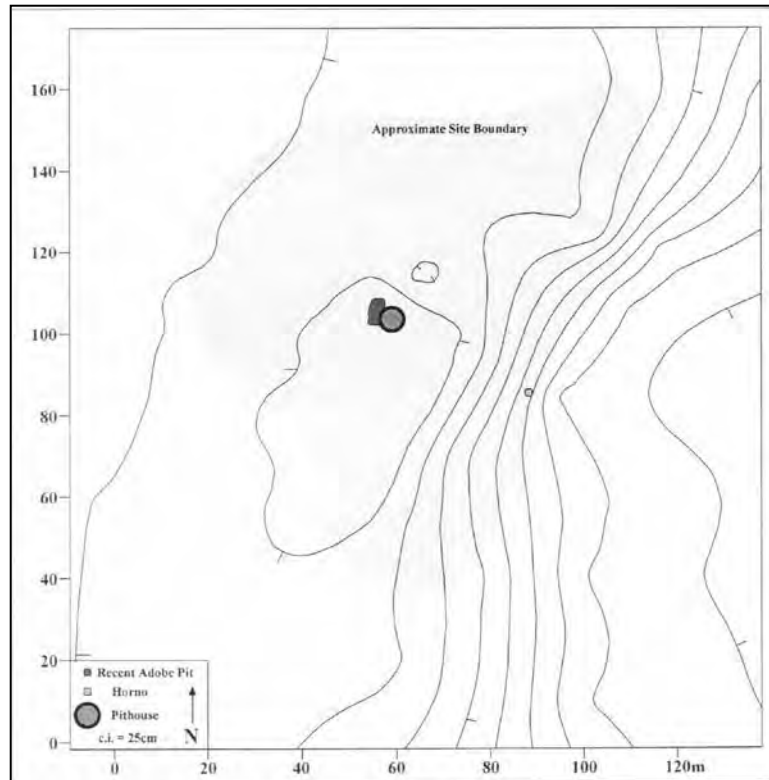 Approximate Site Boundary
160
140
120
100
80
60
40
20
0
Recent Adobe Pit
Horno
Pithouse
c.i. = 25cm
N
0 20 40 60 80 100 120m